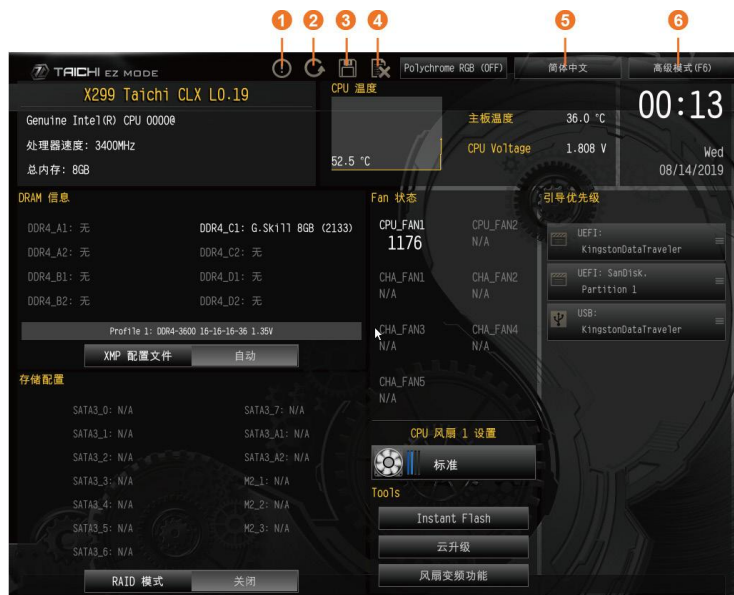 1 2 3 4 5 6
TAICHI EZ MODE
Polychrome RGB (OFF)
简体中文
高级模式(F6)
X299 Taichi CLX L0.19
Genuine Intel(R) CPU 0000@
处理器速度: 3400MHz
总内存: 8GB
CPU 温度
52.5 °C
主板温度 36.0 °C
CPU Voltage 1.808 V
00:13
Wed
08/14/2019
DRAM 信息
DDR4_A1: 无 DDR4_C1: G.Skill 8GB (2133)
DDR4_A2: 无 DDR4_C2: 无
DDR4_B1: 无 DDR4_D1: 无
DDR4_B2: 无 DDR4_D2: 无
Profile 1: DDR4-3600 16-16-16-36 1.35V
XMP 配置文件 自动
存储配置
SATA3_0: N/A SATA3_7: N/A
SATA3_1: N/A SATA3_A1: N/A
SATA3_2: N/A SATA3_A2: N/A
SATA3_3: N/A M2_1: N/A
SATA3_4: N/A M2_2: N/A
SATA3_5: N/A M2_3: N/A
SATA3_6: N/A
RAID 模式 关闭
Fan 状态
CPU_FAN1 CPU_FAN2
1176 N/A
CHA_FAN1 CHA_FAN2
N/A N/A
CHA_FAN3 CHA_FAN4
N/A N/A
CHA_FAN5
N/A
CPU 风扇 1 设置
标准
Tools
Instant Flash
云升级
风扇变频功能
引导优先级
UEFI:
KingstonDataTraveler
UEFI: SanDisk.
Partition 1
USB:
KingstonDataTraveler